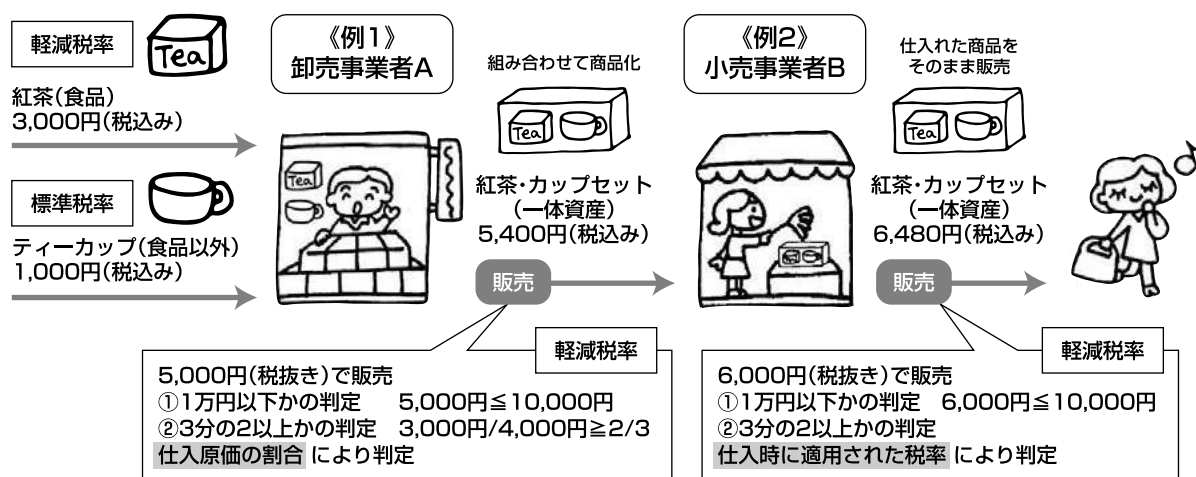 軽減税率
Tea
紅茶(食品)
3,000円(税込み)
標準税率
ティーカップ(食品以外)
1,000円(税込み)
《例1》
卸売事業者A
Tea
組み合わせて商品化
Tea
紅茶・カップセット
(一体資産)
5,400円(税込み)
販売
軽減税率
5,000円(税抜き)で販売
①1万円以下かの判定 5,000円≦10,000円
②3分の2以上かの判定 3,000円/4,000円≧2/3
仕入原価の割合 により判定
《例2》
小売事業者B
仕入れた商品を
そのまま販売
Tea
紅茶・カップセット
(一体資産)
6,480円(税込み)
販売
軽減税率
6,000円(税抜き)で販売
①1万円以下かの判定 6,000円≦10,000円
②3分の2以上かの判定
仕入時に適用された税率 により判定